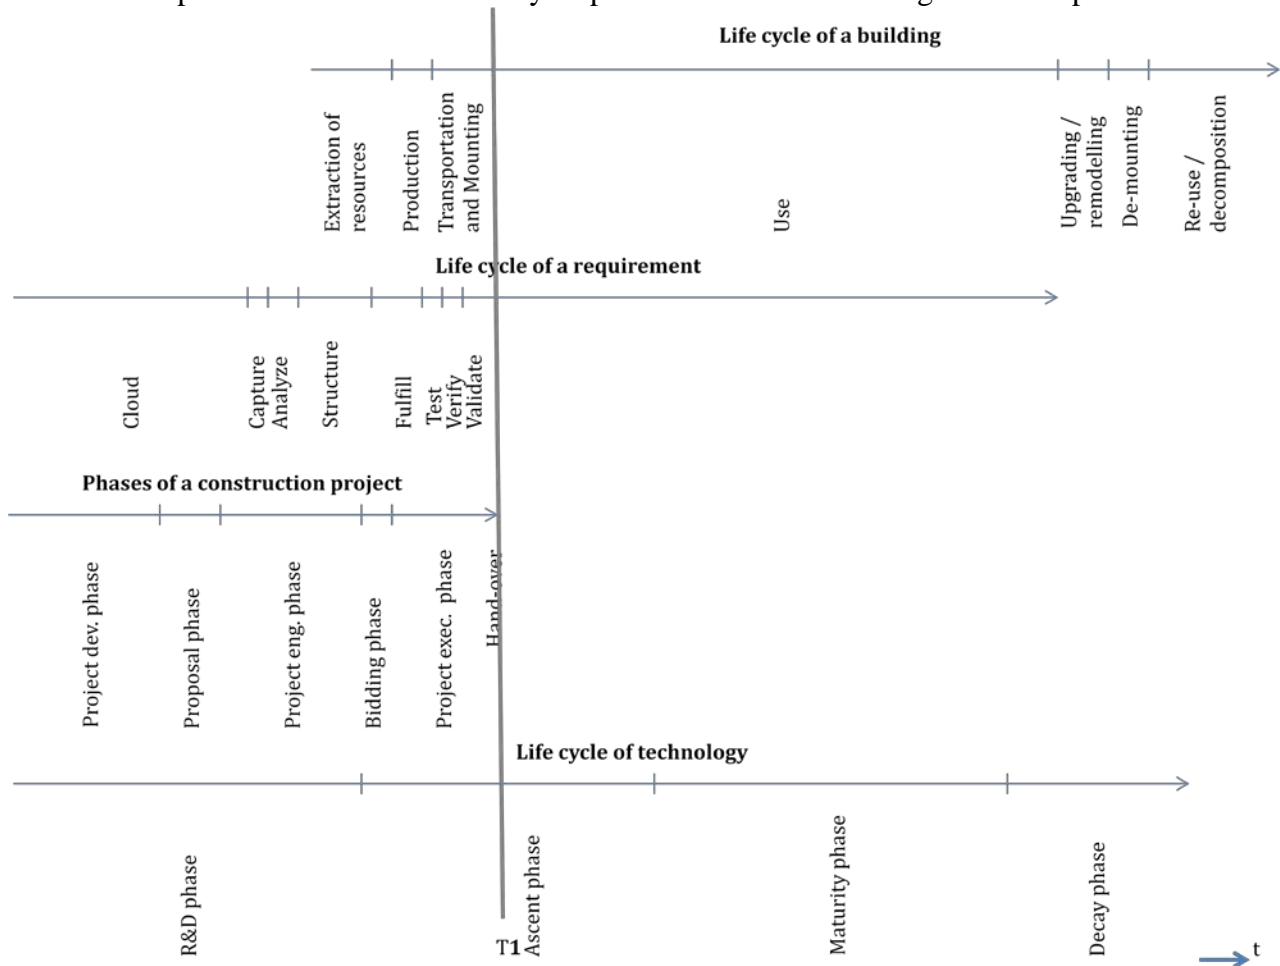 Life cycle of a building
Extraction of
resources
Production
Transportation
and Mounting
Use
Upgrading /
remodelling
De-mounting
Re-use /
decomposition
Life cycle of a requirement
Cloud
Capture
Analyze
Structure
Fulfill
Test
Verify
Validate
Phases of a construction project
Project dev. phase
Proposal phase
Project eng. phase
Bidding phase
Project exec. phase
Hand-over
Life cycle of technology
R&D phase
T1
Ascent phase
Maturity phase
Decay phase
t